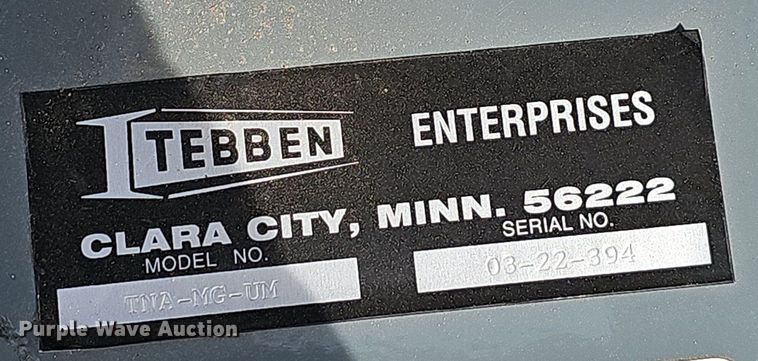 TEBBEN ENTERPRISES
CLARA CITY, MINN. 56222
MODEL NO. SERIAL NO.
TNA-MG-UM 03-22-394
Purple Wave Auction